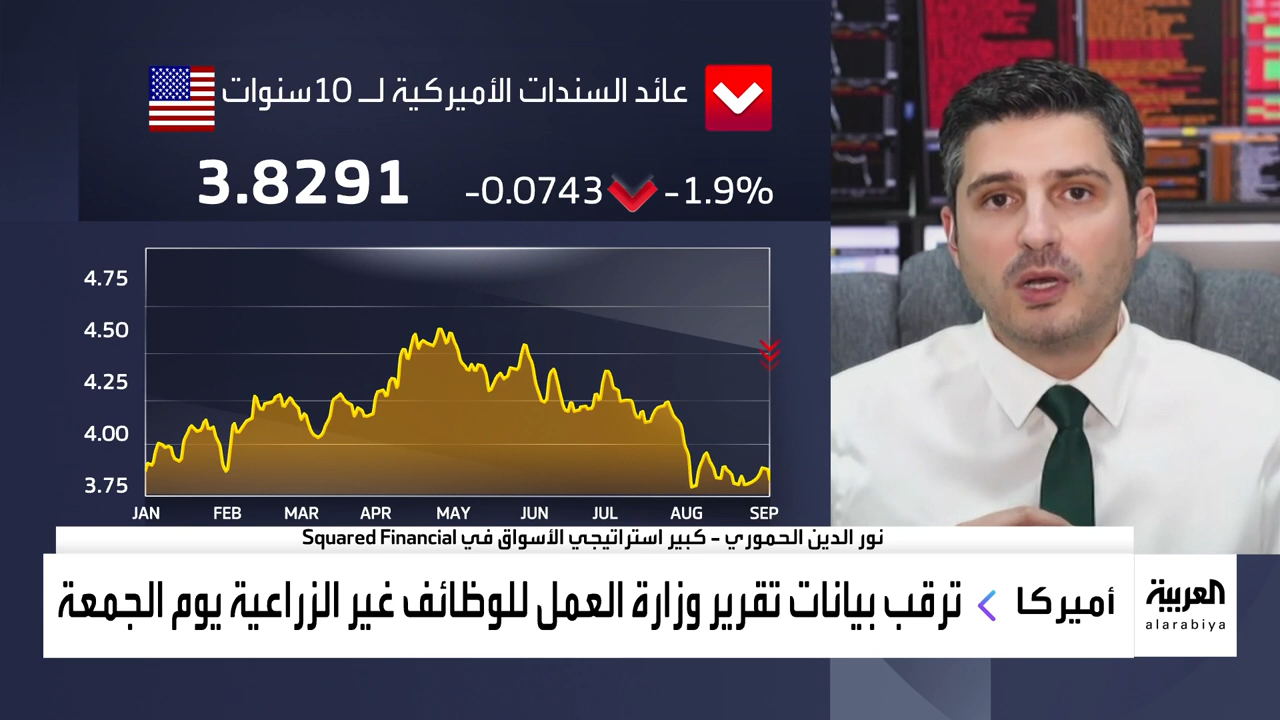 عائد السندات الأميركية لـ 10 سنوات
3.8291
-0.0743
-1.9%
4.75
4.50
4.25
4.00
3.75
JAN FEB MAR APR MAY JUN JUL AUG SEP
نور الدين الحموري - كبير استراتيجي الأسواق في Squared Financial
أميركا
ترقب بيانات تقرير وزارة العمل للوظائف غير الزراعية يوم الجمعة
العربية
alarabiya